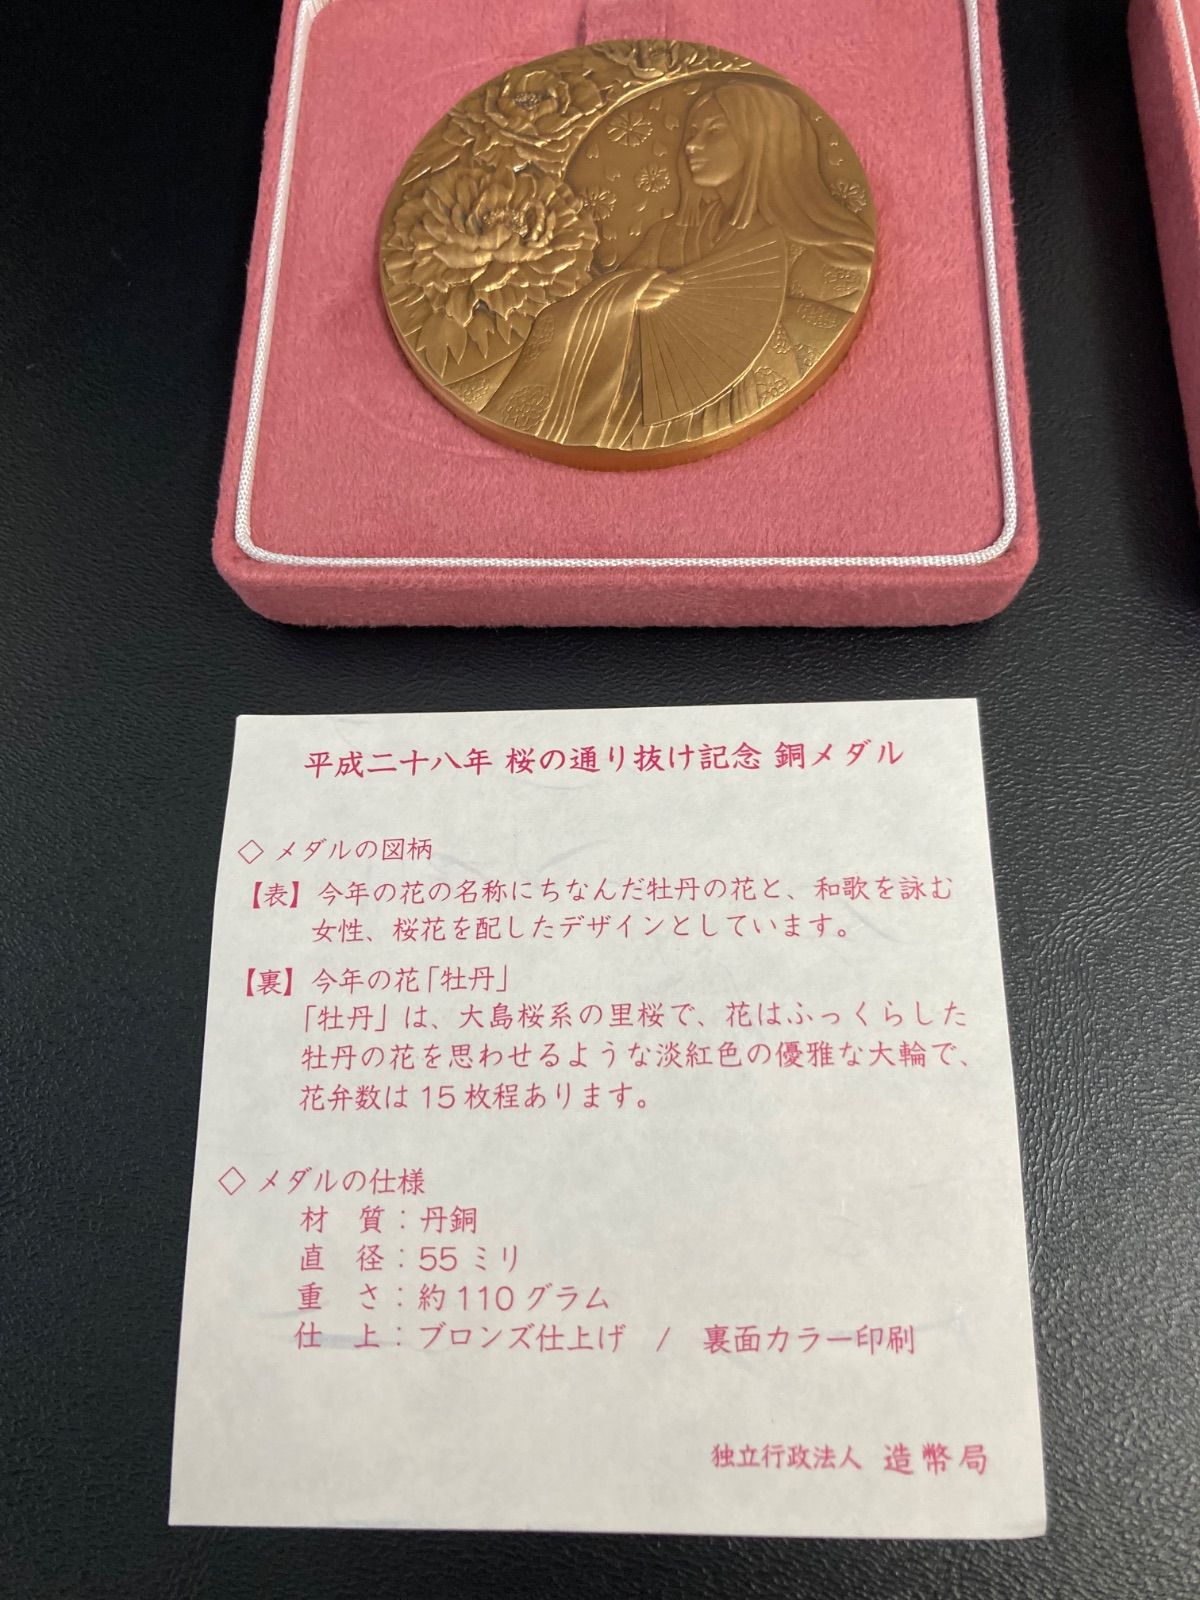 平成二十八年 桜の通り抜け記念 銅メダル
◇ メダルの図柄
【表】今年の花の名称にちなんだ牡丹の花と、和歌を詠む
女性、桜花を配したデザインとしています。
【裏】今年の花「牡丹」
「牡丹」は、大島桜系の里桜で、花はふっくらした
牡丹の花を思わせるような淡紅色の優雅な大輪で、
花弁数は 15 枚程あります。
◇ メダルの仕様
材 質：丹銅
直 径：55 ミリ
重 さ：約 110 グラム
仕 上：ブロンズ仕上げ / 裏面カラー印刷
独立行政法人 造幣局